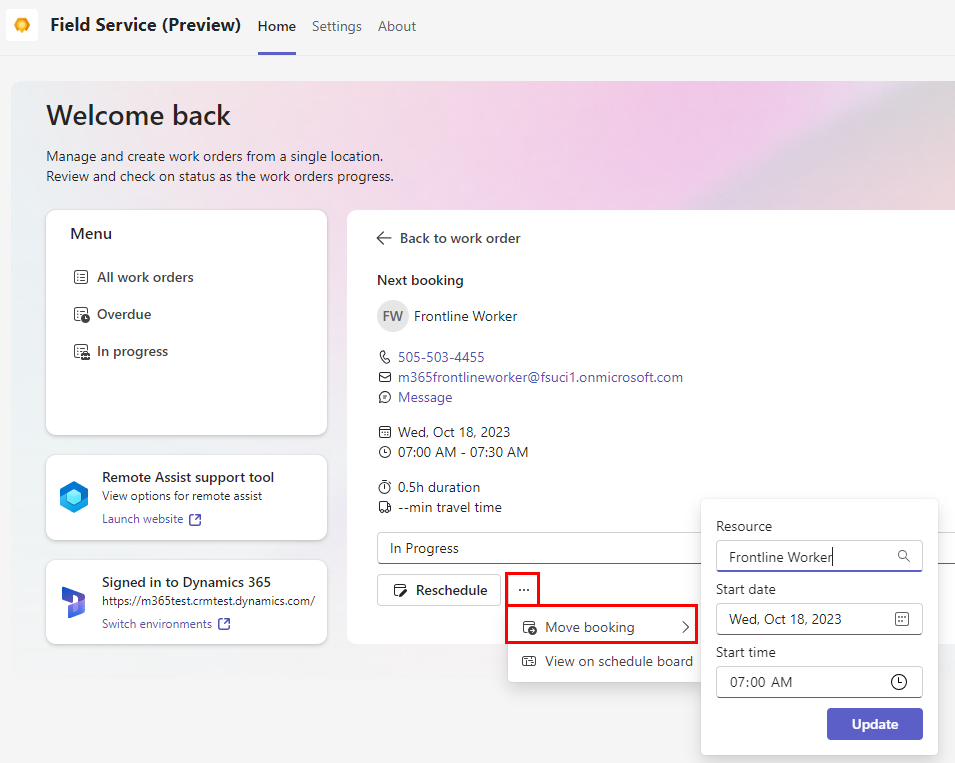 Field Service (Preview)
Home
Settings
About
Welcome back
Manage and create work orders from a single location.
Review and check on status as the work orders progress.
Menu
All work orders
Overdue
In progress
Remote Assist support tool
View options for remote assist
Launch website
Signed in to Dynamics 365
https://m365test.crmtest.dynamics.com/
Switch environments
Back to work order
Next booking
FW Frontline Worker
505-503-4455
m365frontlineworker@fsuci1.onmicrosoft.com
Message
Wed, Oct 18, 2023
07:00 AM - 07:30 AM
0.5h duration
--min travel time
In Progress
Reschedule
...
Move booking
View on schedule board
Resource
Frontline Worker
Start date
Wed, Oct 18, 2023
Start time
07:00 AM
Update